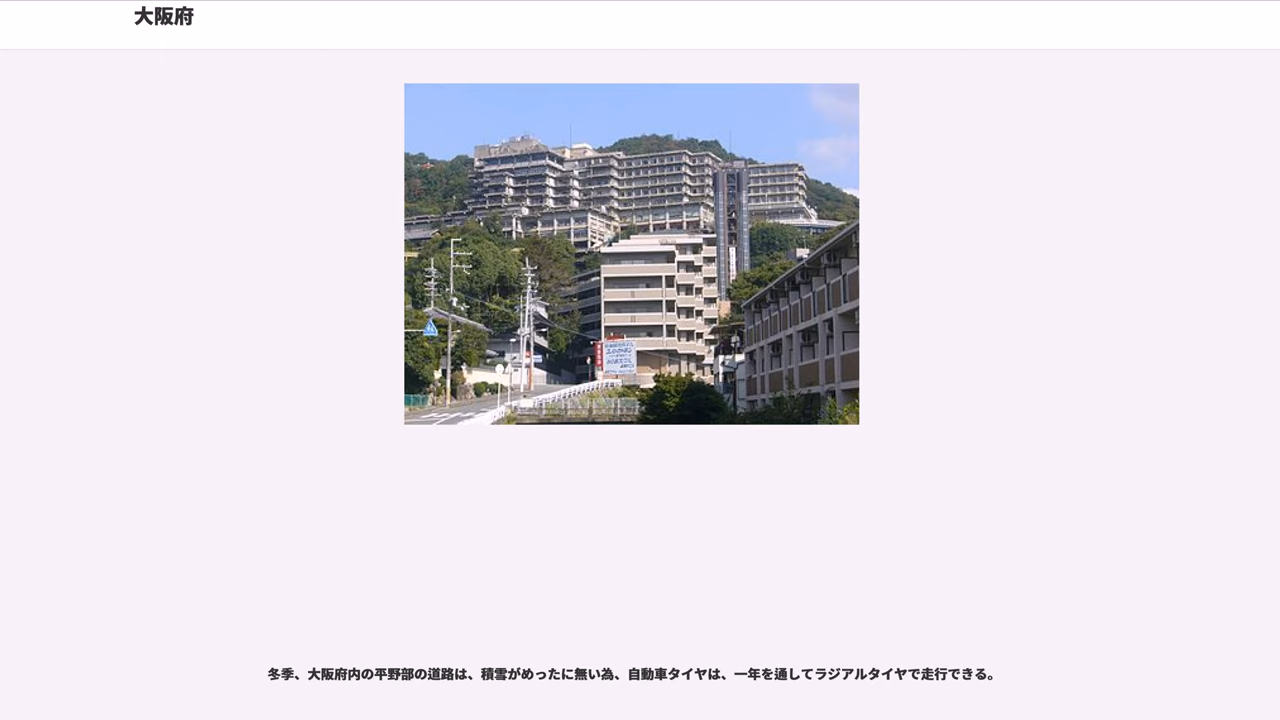 大阪府
冬季、大阪府内の平野部の道路は、積雪がめったに無い為、自動車タイヤは、一年を通してラジアルタイヤで走行できる。